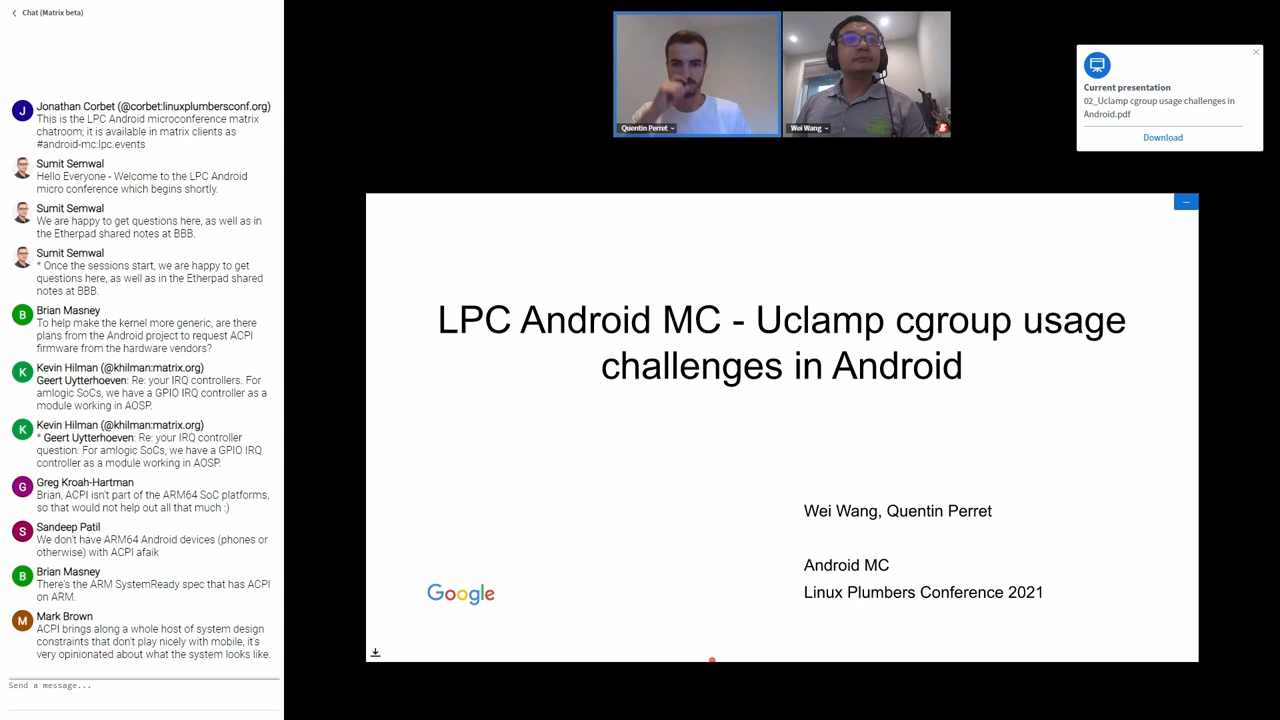 Chat (Matrix beta)
Jonathan Corbet (@corbet:linuxplumbersconf.org)
This is the LPC Android microconference matrix
chatroom; it is available in matrix clients as
#android-mc:lpc.events
Sumit Semwal
Hello Everyone - Welcome to the LPC Android
micro conference which begins shortly.
Sumit Semwal
We are happy to get questions here, as well as in
the Etherpad shared notes at BBB.
Sumit Semwal
* Once the sessions start, we are happy to get
questions here, as well as in the Etherpad shared
notes at BBB.
B
Brian Masney
To help make the kernel more generic, are there
plans from the Android project to request ACPI
firmware from the hardware vendors?
K
Kevin Hilman (@khilman:matrix.org)
Geert Uytterhoeven: Re: your IRQ controllers. For
amlogic SoCs, we have a GPIO IRQ controller as a
module working in AOSP.
K
Kevin Hilman (@khilman:matrix.org)
* Geert Uytterhoeven: Re: your IRQ controller
question. For amlogic SoCs, we have a GPIO IRQ
controller as a module working in AOSP.
G
Greg Kroah-Hartman
Brian, ACPI isn't part of the ARM64 SoC platforms,
so that would not help out all that much :)
S
Sandeep Patil
We don't have ARM64 Android devices (phones or
otherwise) with ACPI afaik
B
Brian Masney
There's the ARM SystemReady spec that has ACPI
on ARM.
M
Mark Brown
ACPI brings along a whole host of system design
constraints that don't play nicely with mobile, it's
very opinionated about what the system looks like.
Send a message...
Quentin Perret
Wei Wang
Current presentation
02_Uclamp cgroup usage challenges in
Android.pdf
Download
LPC Android MC - Uclamp cgroup usage
challenges in Android
Wei Wang, Quentin Perret
Android MC
Linux Plumbers Conference 2021
Google
J